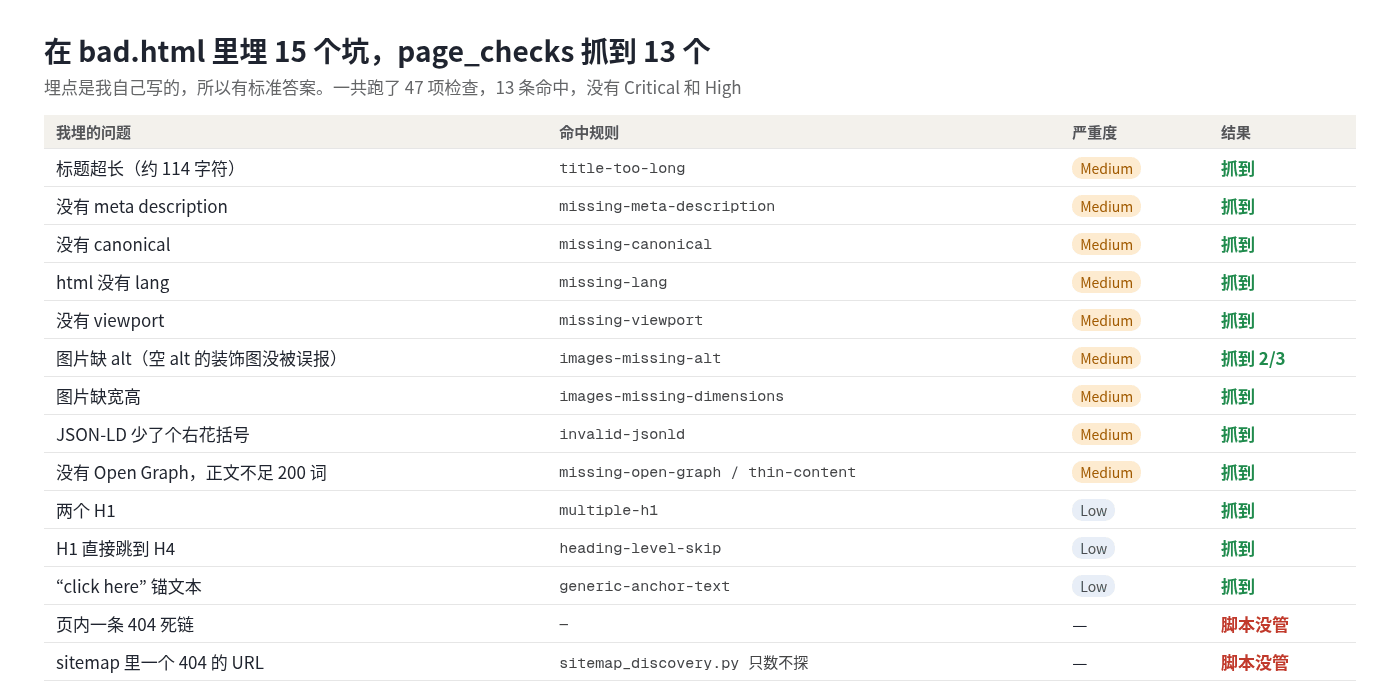 在 bad.html 里埋 15 个坑，page_checks 抓到 13 个
埋点是我自己写的，所以有标准答案。一共跑了 47 项检查，13 条命中，没有 Critical 和 High
我埋的问题 命中规则 严重度 结果
标题超长（约 114 字符） title-too-long Medium 抓到
没有 meta description missing-meta-description Medium 抓到
没有 canonical missing-canonical Medium 抓到
html 没有 lang missing-lang Medium 抓到
没有 viewport missing-viewport Medium 抓到
图片缺 alt（空 alt 的装饰图没被误报） images-missing-alt Medium 抓到 2/3
图片缺宽高 images-missing-dimensions Medium 抓到
JSON-LD 少了个右花括号 invalid-jsonld Medium 抓到
没有 Open Graph，正文不足 200 词 missing-open-graph / thin-content Medium 抓到
两个 H1 multiple-h1 Low 抓到
H1 直接跳到 H4 heading-level-skip Low 抓到
“click here” 锚文本 generic-anchor-text Low 抓到
页内一条 404 死链 — — 脚本没管
sitemap 里一个 404 的 URL sitemap_discovery.py 只数不探 — 脚本没管